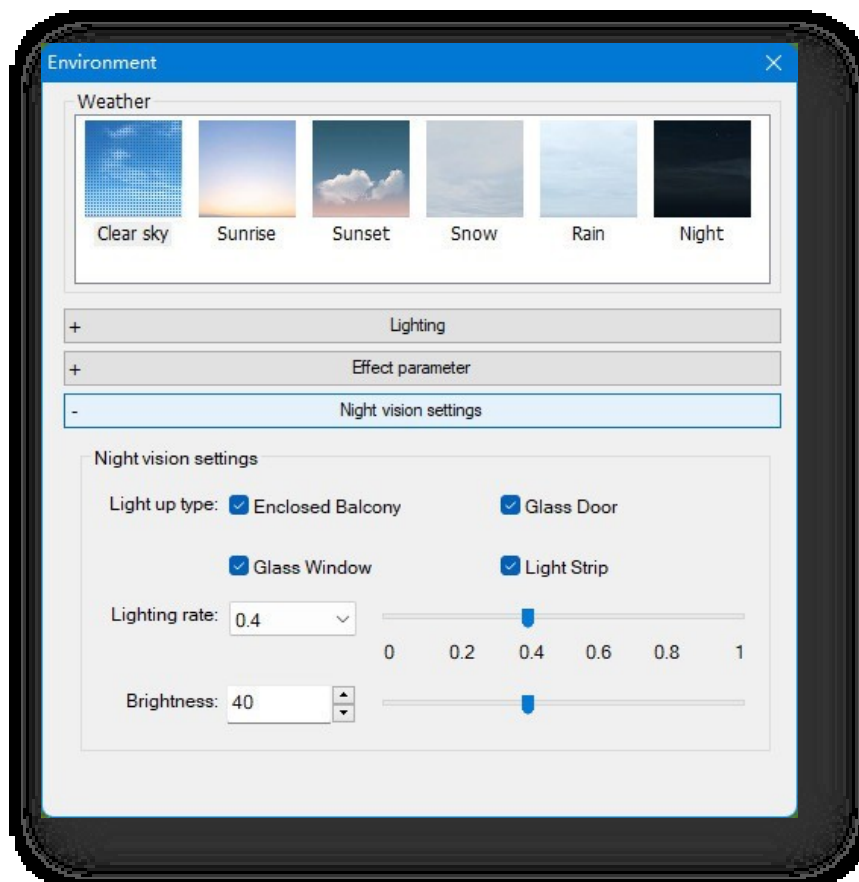 Environment
Weather
Clear sky Sunrise Sunset Snow Rain Night
+ Lighting
+ Effect parameter
- Night vision settings
Night vision settings
Light up type: Enclosed Balcony Glass Door
Glass Window Light Strip
Lighting rate: 0.4
0 0.2 0.4 0.6 0.8 1
Brightness: 40